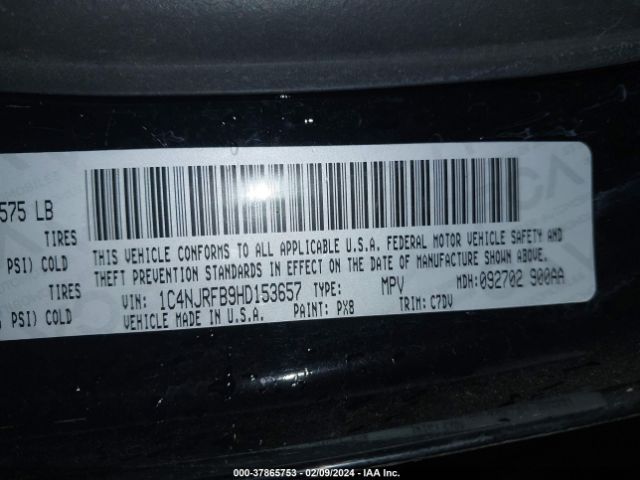 575 LB
TIRES
PSI) COLD
TIRES
PSI) COLD
THIS VEHICLE CONFORMS TO ALL APPLICABLE U.S.A. FEDERAL MOTOR VEHICLE SAFETY AND
THEFT PREVENTION STANDARDS IN EFFECT ON THE DATE OF MANUFACTURE SHOWN ABOVE.
VIN: 1C4NJRFB9HD153657 TYPE: MPV MDH: 092702 900AA
VEHICLE MADE IN U.S.A. PAINT: PX8 TRIM: C7DV
© STOCK: 37865753 - 02/09/2024 - IAA Inc.